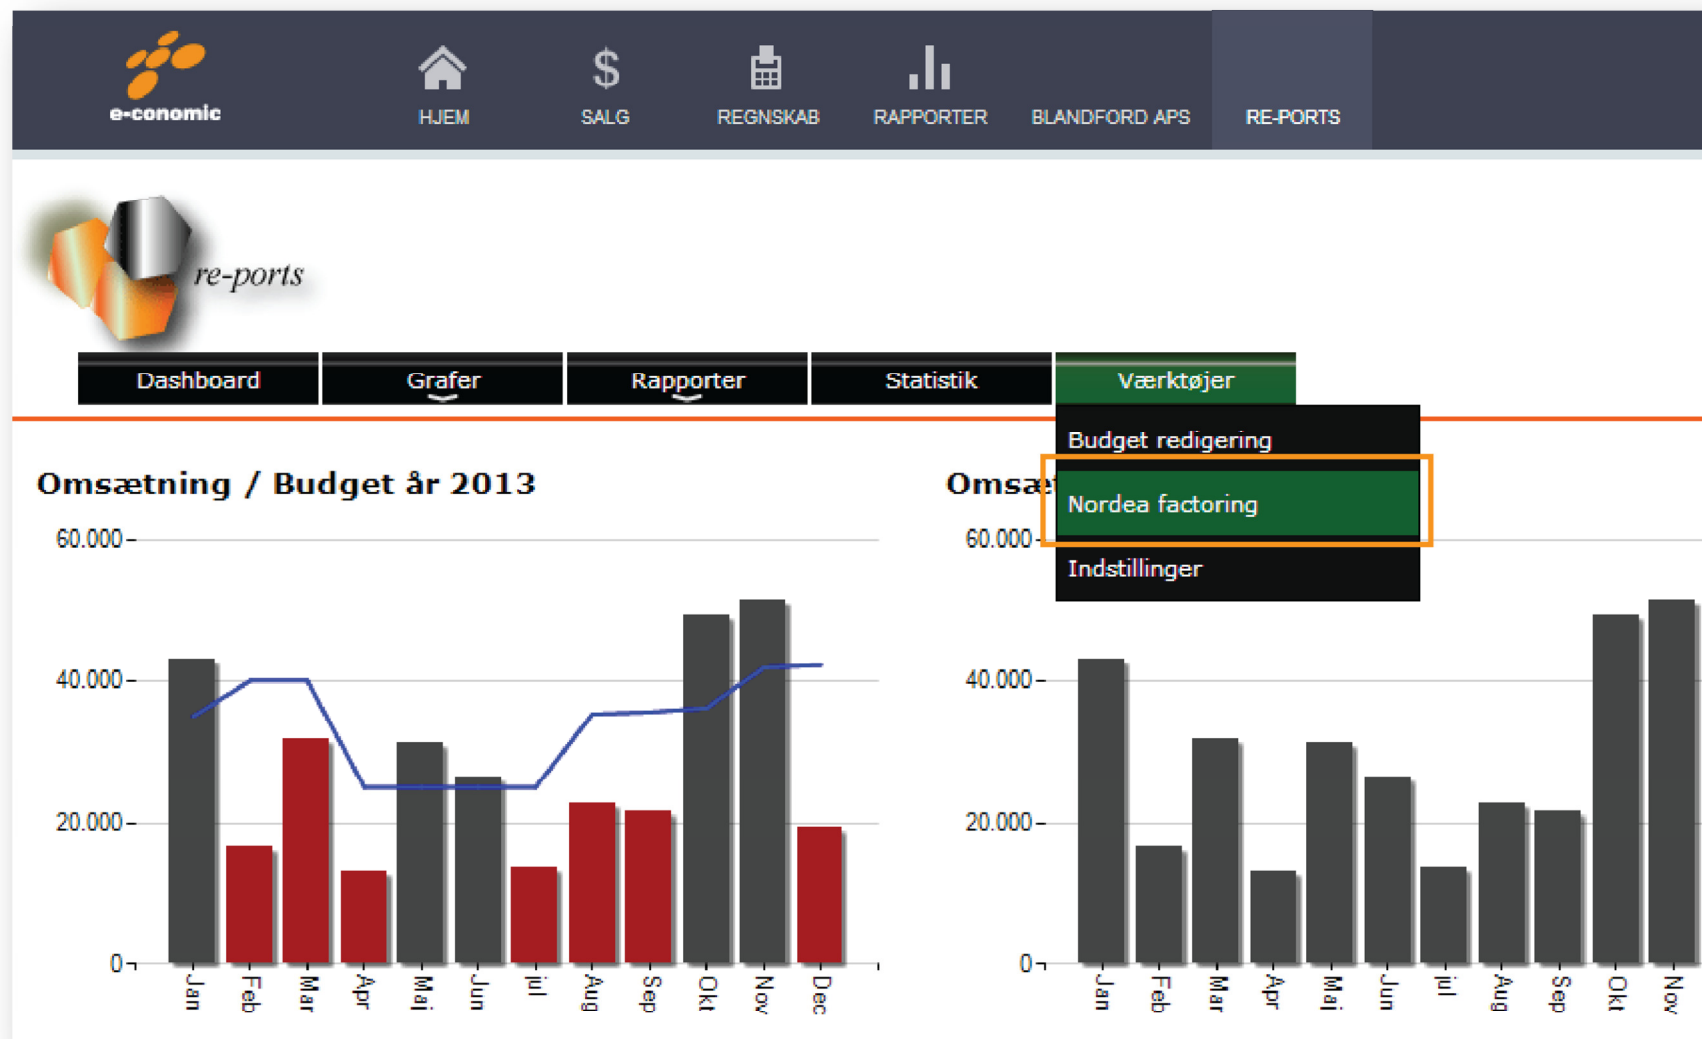 e-conomic
HJEM
SALG
REGNSKAB
RAPPORTER
BLANDFORD APS
RE-PORTS
re-ports
Dashboard
Grafer
Rapporter
Statistik
Værktøjer
Budget redigering
Nordea factoring
Indstillinger
Omsætning / Budget år 2013
60.000
40.000
20.000
0
Jan
Feb
Mar
Apr
Maj
Jun
jul
Aug
Sep
Okt
Nov
Dec
Omsæt
60.000
40.000
20.000
0
Jan
Feb
Mar
Apr
Maj
Jun
jul
Aug
Sep
Okt
Nov